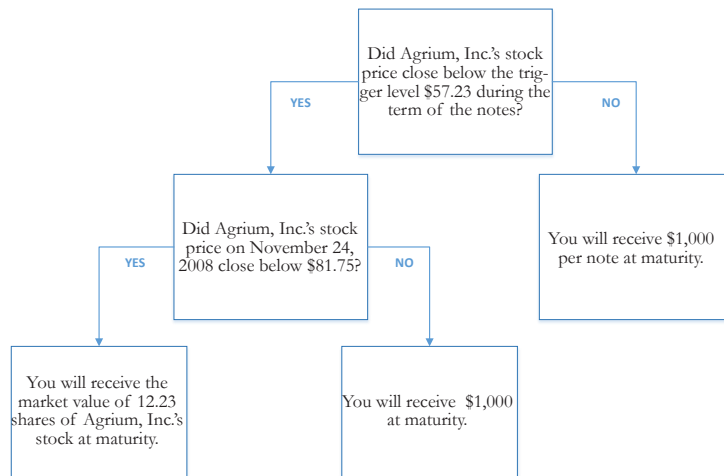 Did Agrium, Inc.'s stock
price close below the trig-
ger level $57.23 during the
term of the notes?
YES
NO
Did Agrium, Inc.'s stock
price on November 24,
2008 close below $81.75?
You will receive $1,000
per note at maturity.
YES
NO
You will receive the
market value of 12.23
shares of Agrium, Inc.'s
stock at maturity.
You will receive $1,000
at maturity.